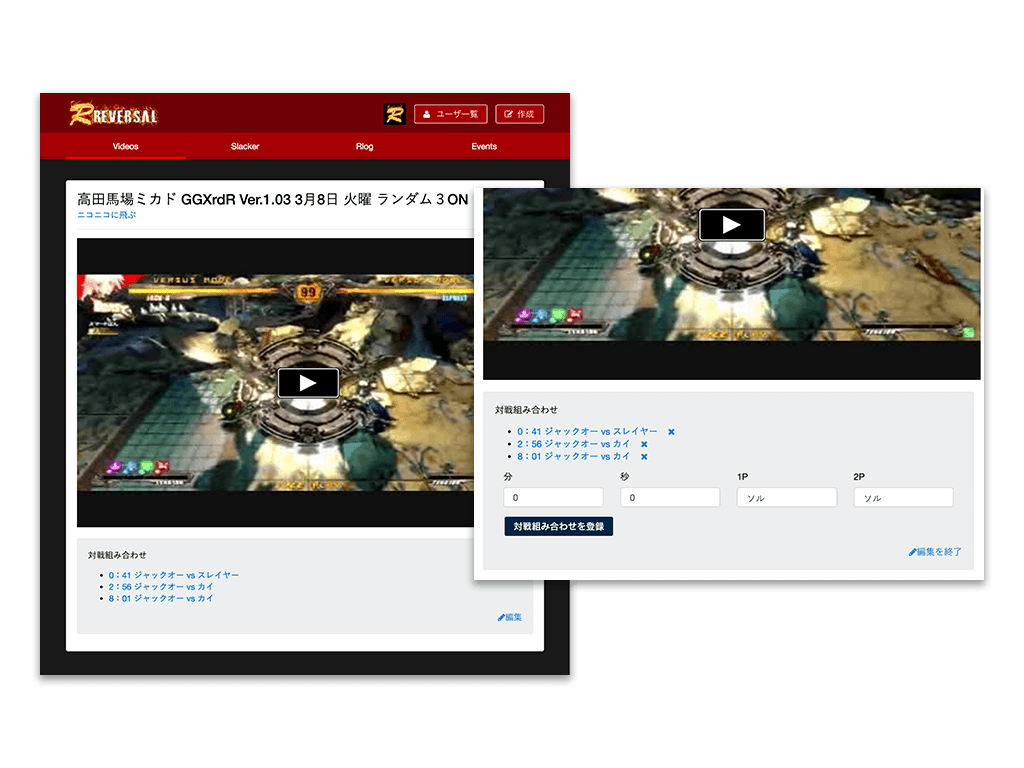 REVERSAL
R
ユーザー覧
作成
Videos
Slacker
Rlog
Events
高田馬場ミカド GGXrdR Ver.1.03 3月8日 火曜 ランダム３ON
ニコニコに飛ぶ
VERSUS MODE
99
対戦組み合わせ
0：41 ジャックオー vs スレイヤー
2：56 ジャックオー vs カイ
8：01 ジャックオー vs カイ
編集
対戦組み合わせ
0：41 ジャックオー vs スレイヤー
2：56 ジャックオー vs カイ
8：01 ジャックオー vs カイ
分
秒
1P
2P
0
0
ソル
ソル
対戦組み合わせを登録
編集を終了